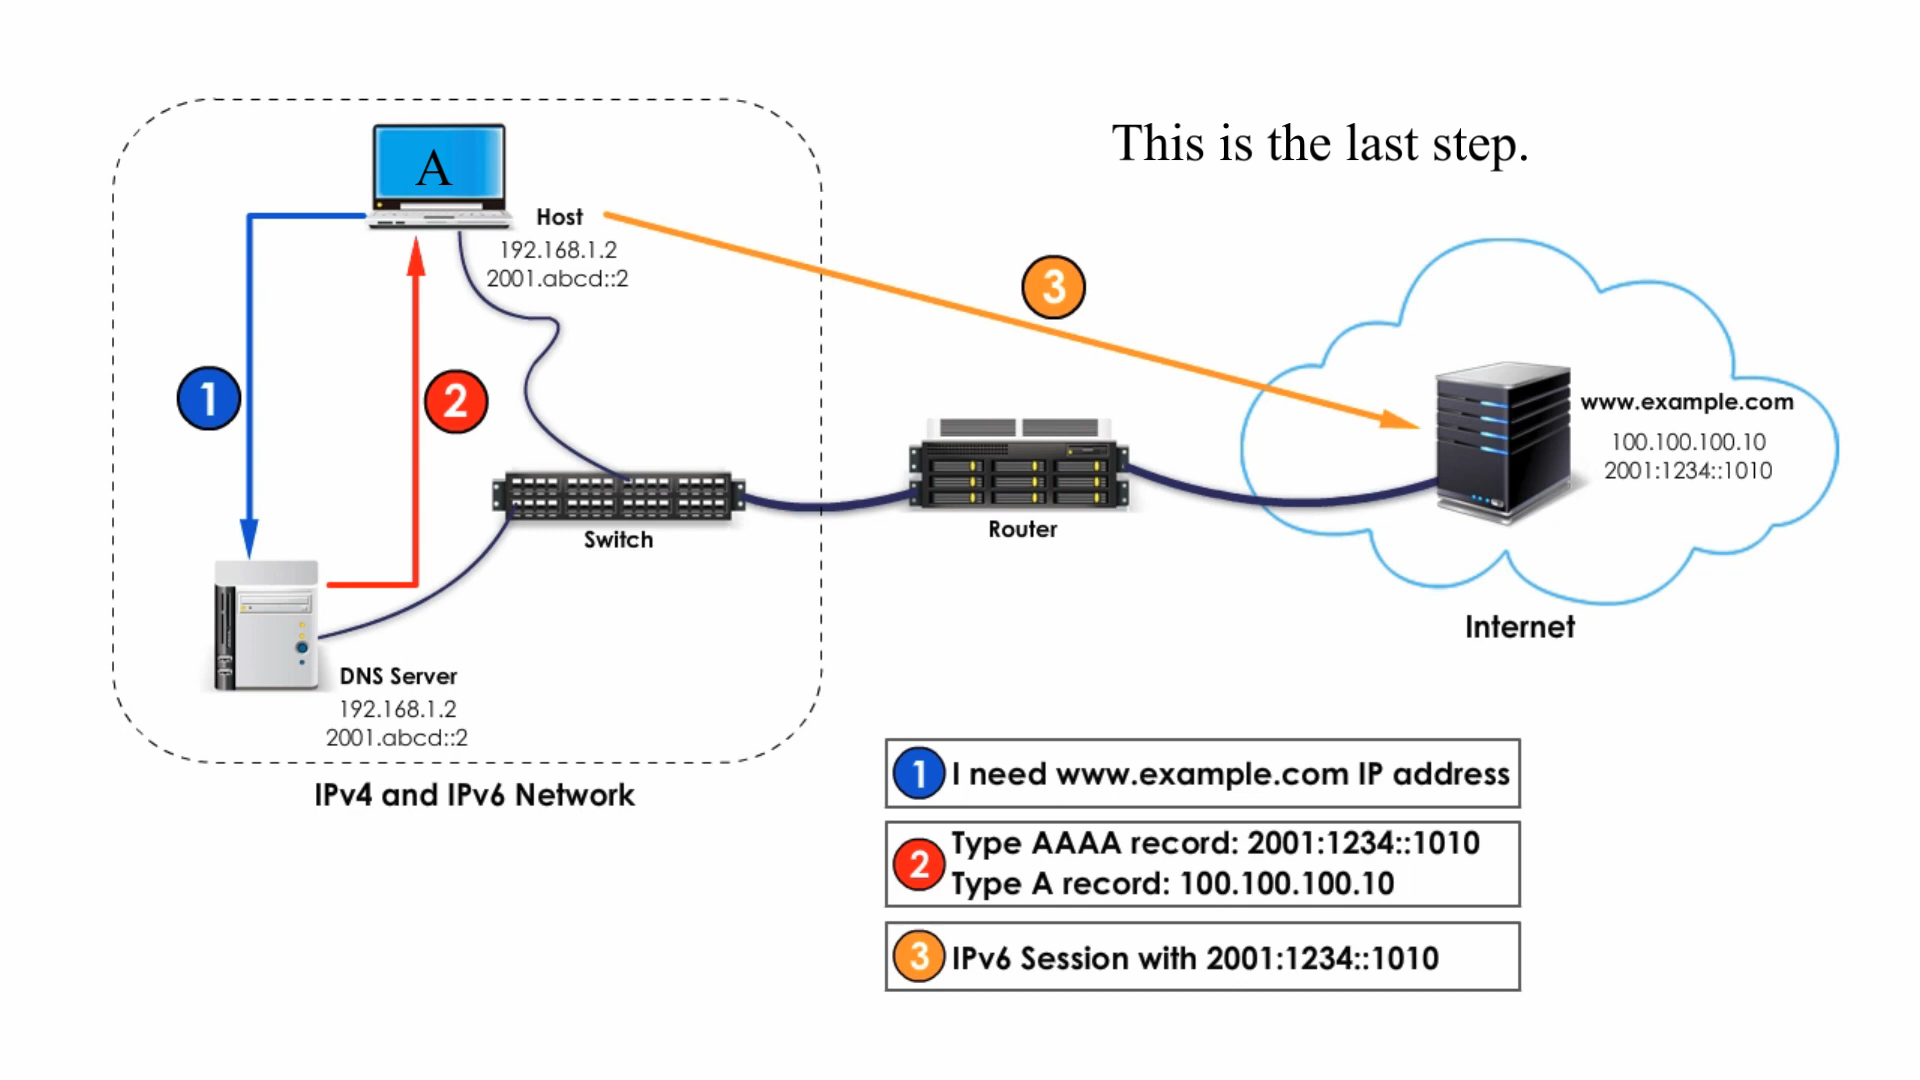 This is the last step.
A
Host
192.168.1.2
2001.abcd::2
3
1
2
www.example.com
100.100.100.10
2001:1234::1010
Switch
Router
Internet
DNS Server
192.168.1.2
2001.abcd::2
IPv4 and IPv6 Network
1 I need www.example.com IP address
2 Type AAAA record: 2001:1234::1010
Type A record: 100.100.100.10
3 IPv6 Session with 2001:1234::1010